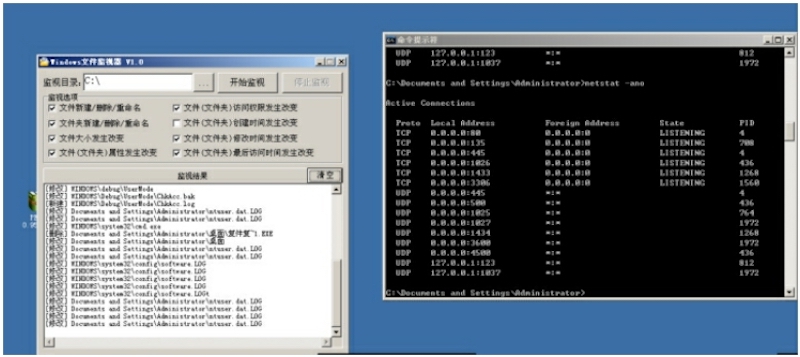 Windows文件监视器 V1.0
监视目录: C:\ ... 开始监视 停止监视
监视选项
文件新建/删除/重命名 文件(文件夹)访问权限发生改变
文件夹新建/删除/重命名 文件(文件夹)创建时间发生改变
文件大小发生改变 文件(文件夹)修改时间发生改变
文件(文件夹)属性发生改变 文件(文件夹)最后访问时间发生改变
监视结果 清空
[修改] WINDOWS\debug\UserMode
[修改] WINDOWS\debug\UserMode\ChkAcc.bak
[新建] WINDOWS\debug\UserMode\ChkAcc.log
[修改] Documents and Settings\Administrator\ntuser.dat.LOG
[修改] WINDOWS\system32\cmd.exe
[删除] Documents and Settings\Administrator\桌面\复件复~1.EXE
[修改] Documents and Settings\Administrator\桌面
[修改] Documents and Settings\Administrator\ntuser.dat.LOG
[修改] Documents and Settings\Administrator\ntuser.dat.LOG
[修改] WINDOWS\system32\config\software.LOG
[修改] WINDOWS\system32\config\software.LOG
[修改] WINDOWS\system32\config\software.LOG
[修改] WINDOWS\system32\config\software.LOG
[修改] Documents and Settings\Administrator\ntuser.dat.LOG
[修改] Documents and Settings\Administrator\ntuser.dat.LOG
[修改] Documents and Settings\Administrator\ntuser.dat.LOG
命令提示符
UDP 127.0.0.1:123 *:* 812
UDP 127.0.0.1:1037 *:* 1972
C:\Documents and Settings\Administrator>netstat -ano
Active Connections
Proto Local Address Foreign Address State PID
TCP 0.0.0.0:80 0.0.0.0:0 LISTENING 4
TCP 0.0.0.0:135 0.0.0.0:0 LISTENING 708
TCP 0.0.0.0:445 0.0.0.0:0 LISTENING 4
TCP 0.0.0.0:1026 0.0.0.0:0 LISTENING 436
TCP 0.0.0.0:1433 0.0.0.0:0 LISTENING 1268
TCP 0.0.0.0:3306 0.0.0.0:0 LISTENING 1560
UDP 0.0.0.0:445 *:* 4
UDP 0.0.0.0:500 *:* 436
UDP 0.0.0.0:1025 *:* 764
UDP 0.0.0.0:1027 *:* 1972
UDP 0.0.0.0:1434 *:* 1268
UDP 0.0.0.0:3600 *:* 1972
UDP 0.0.0.0:4500 *:* 436
UDP 127.0.0.1:123 *:* 812
UDP 127.0.0.1:1037 *:* 1972
C:\Documents and Settings\Administrator>